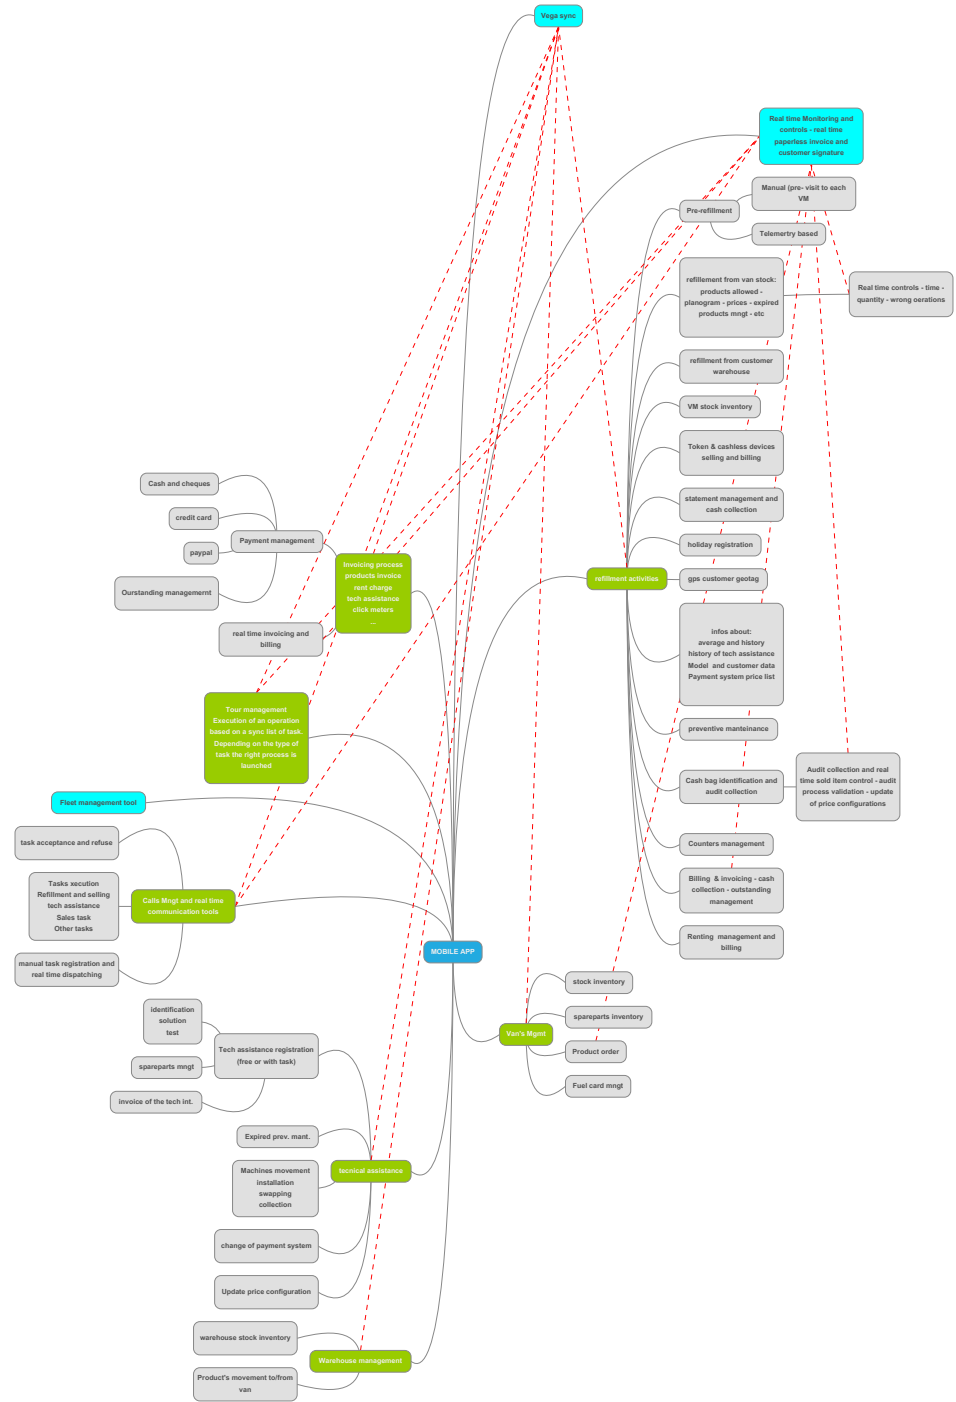 Vega sync
Real time Monitoring and
controls - real time
paperless invoice and
customer signature
Manual (pre- visit to each
VM
Pre-refillment
Telemertry based
refillement from van stock:
products allowed -
planogram - prices - expired
products mngt - etc
Real time controls - time -
quantity - wrong oerations
refillment from customer
warehouse
VM stock inventory
Token & cashless devices
selling and billing
statement management and
cash collection
holiday registration
refillment activities
gps customer geotag
infos about:
average and history
history of tech assistance
Model  and customer data
Payment system price list
preventive manteinance
Cash bag identification and
audit collection
Audit collection and real
time sold item control - audit
process validation - update
of price configurations
Counters management
Billing  & invoicing - cash
collection - outstanding
management
Renting  management and
billing
Cash and cheques
credit card
Payment management
paypal
Ourstanding managemernt
Invoicing process
products invoice
rent charge
tech assistance
click meters
...
real time invoicing and
billing
Tour management
Execution of an operation
based on a sync list of task.
Depending on the type of
task the right process is
launched
Fleet management tool
task acceptance and refuse
Tasks xecution
Refillment and selling
tech assistance
Sales task
Other tasks
Calls Mngt and real time
communication tools
manual task registration and
real time dispatching
MOBILE APP
stock inventory
spareparts inventory
Van's Mgmt
Product order
Fuel card mngt
identification
solution
test
Tech assistance registration
(free or with task)
spareparts mngt
invoice of the tech int.
Expired prev. mant.
tecnical assistance
Machines movement
installation
swapping
collection
change of payment system
Update price configuration
warehouse stock inventory
Warehouse management
Product's movement to/from
van